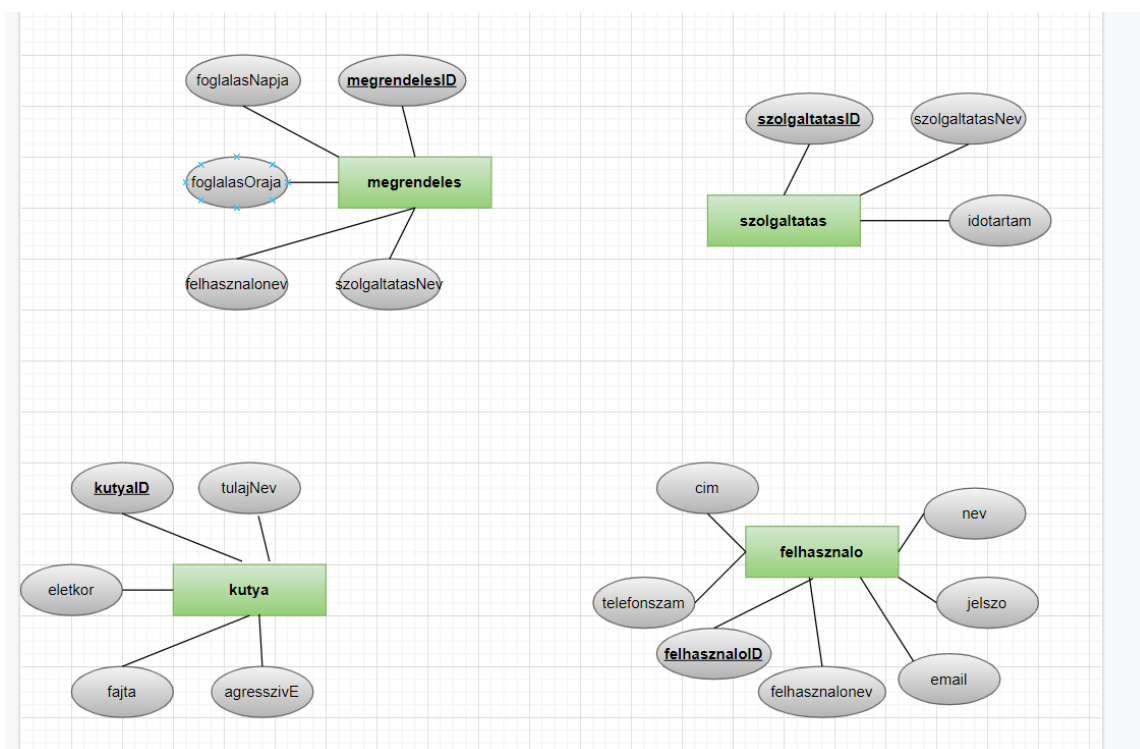 foglalasNapja
megrendelesID
foglalasOraja
megrendeles
felhasznalonev
szolgaltatasNev
szolgaltatasID
szolgaltatasNev
szolgaltatas
idotartam
kutyaID
tulajNev
eletkor
kutya
fajta
agresszivE
cim
nev
felhasznalo
telefonszam
jelszo
felhasznaloID
felhasznalonev
email